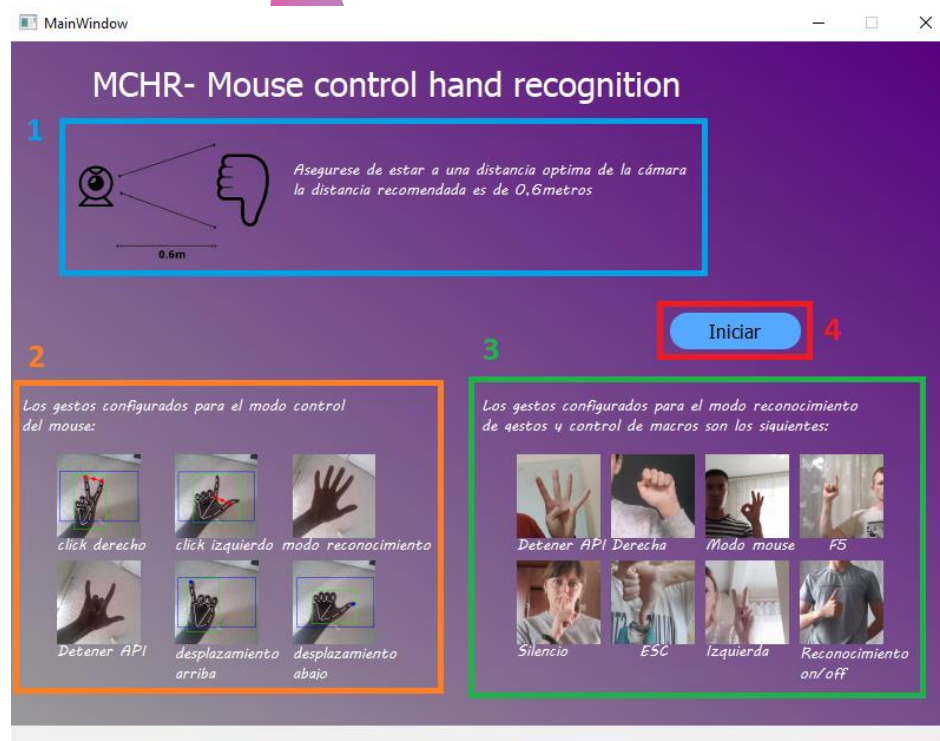 MainWindow
MCHR- Mouse control hand recognition
1
Asegurese de estar a una distancia optima de la cámara
la distancia recomendada es de 0,6metros
0.6m
Iniciar
4
2
3
Los gestos configurados para el modo control
del mouse:
click derecho click izquierdo modo reconocimiento
Detener API desplazamiento desplazamiento
arriba abajo
Los gestos configurados para el modo reconocimiento
de gestos y control de macros son los siguientes:
Detener API Derecha Modo mouse F5
Silencio ESC Izquierda Reconocimiento
on/off